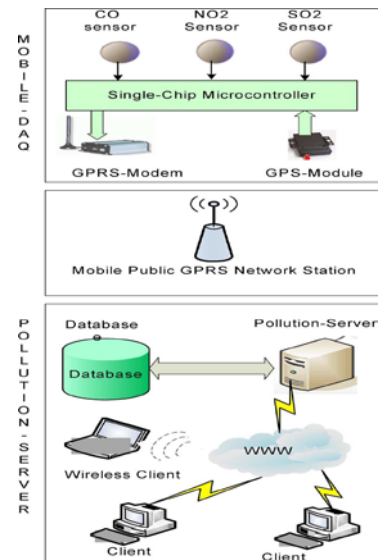 MOBILE-DAQ
CO
sensor
NO2
Sensor
SO2
Sensor
Single-Chip Microcontroller
GPRS-Modem
GPS-Module
Mobile Public GPRS Network Station
POLLUTION-SERVER
Database
Pollution-Server
Database
WWW
Wireless Client
Client
Client